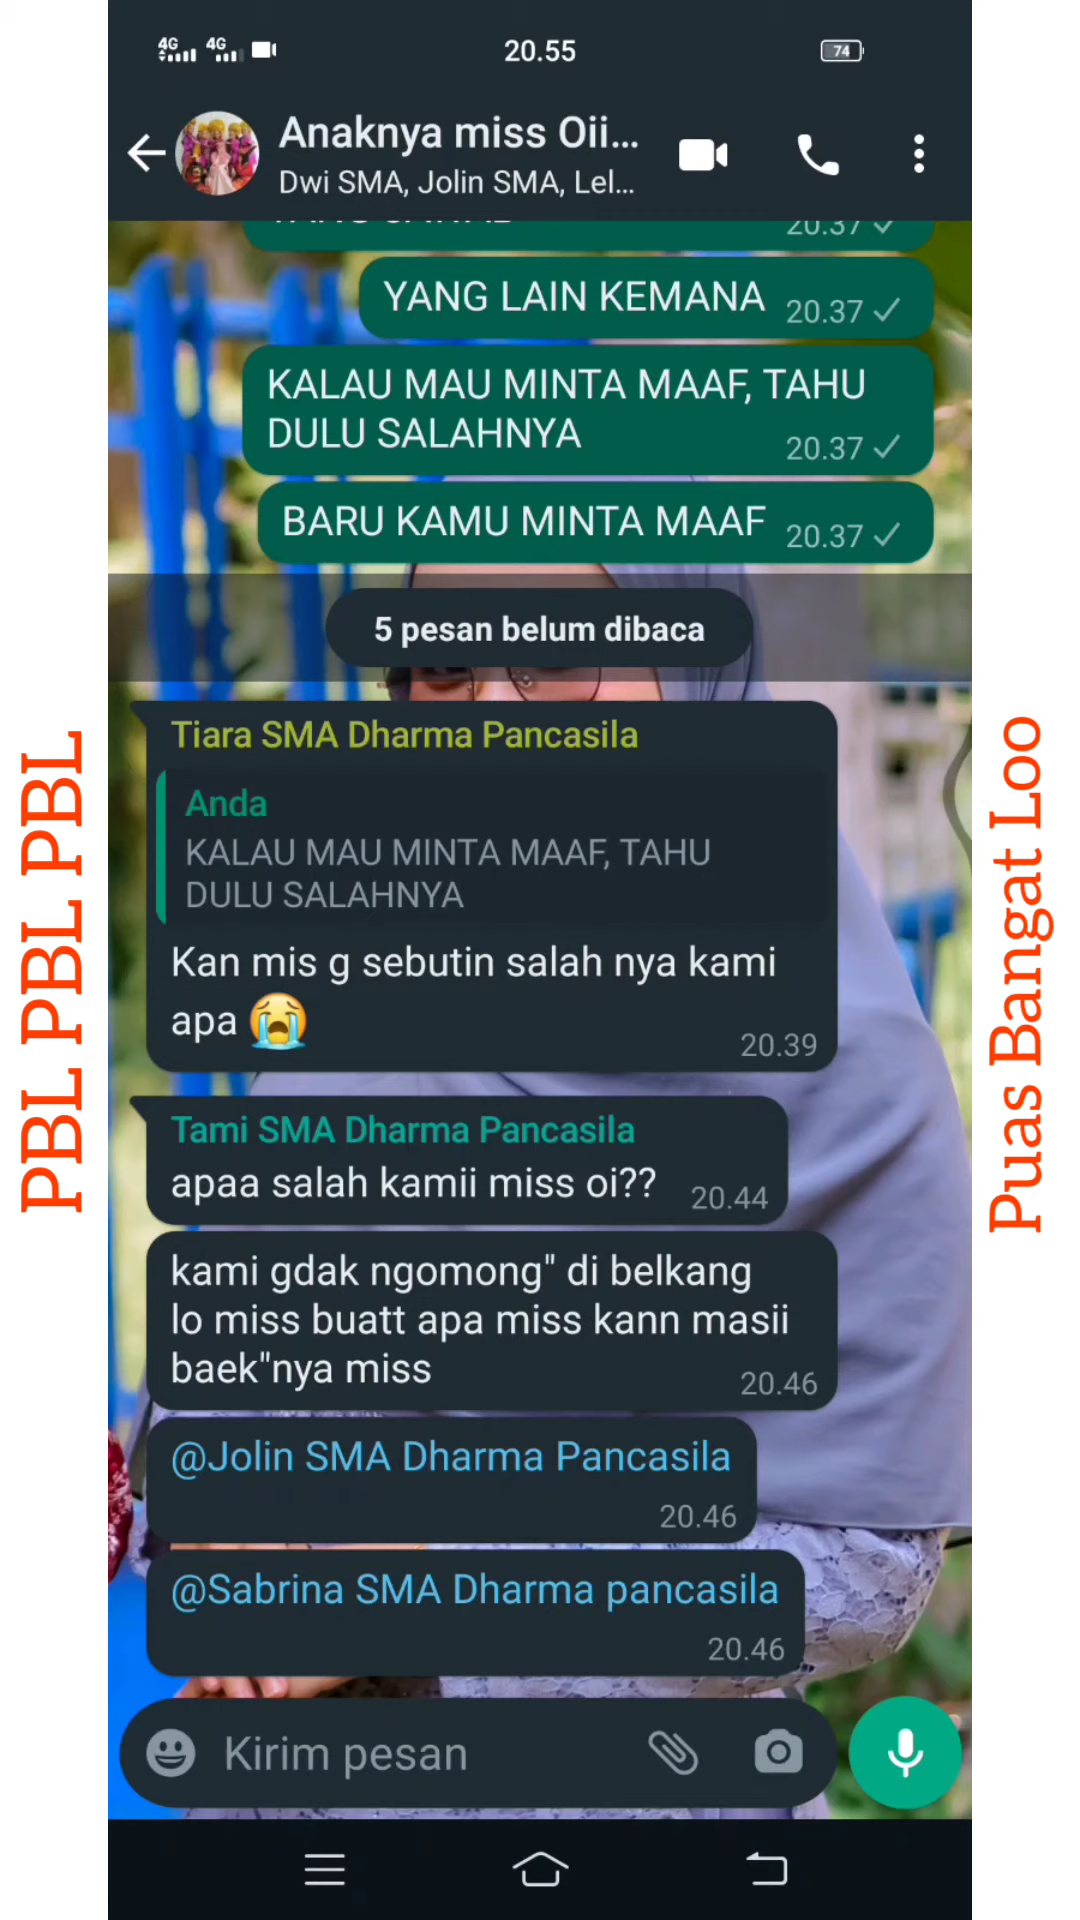 4G 4G
20.55
74
Anaknya miss Oii...
Dwi SMA, Jolin SMA, Lel...
20.37
YANG LAIN KEMANA
20.37
KALAU MAU MINTA MAAF, TAHU
DULU SALAHNYA
20.37
BARU KAMU MINTA MAAF
20.37
5 pesan belum dibaca
Tiara SMA Dharma Pancasila
Anda
KALAU MAU MINTA MAAF, TAHU
DULU SALAHNYA
Kan mis g sebutin salah nya kami
apa 😭
20.39
Tami SMA Dharma Pancasila
apaa salah kamii miss oi??
20.44
kami gdak ngomong" di belkang
lo miss buatt apa miss kann masii
baek"nya miss
20.46
@Jolin SMA Dharma Pancasila
20.46
@Sabrina SMA Dharma pancasila
20.46
Kirim pesan
PBL PBL PBL PBL
Puas Bangat Loo